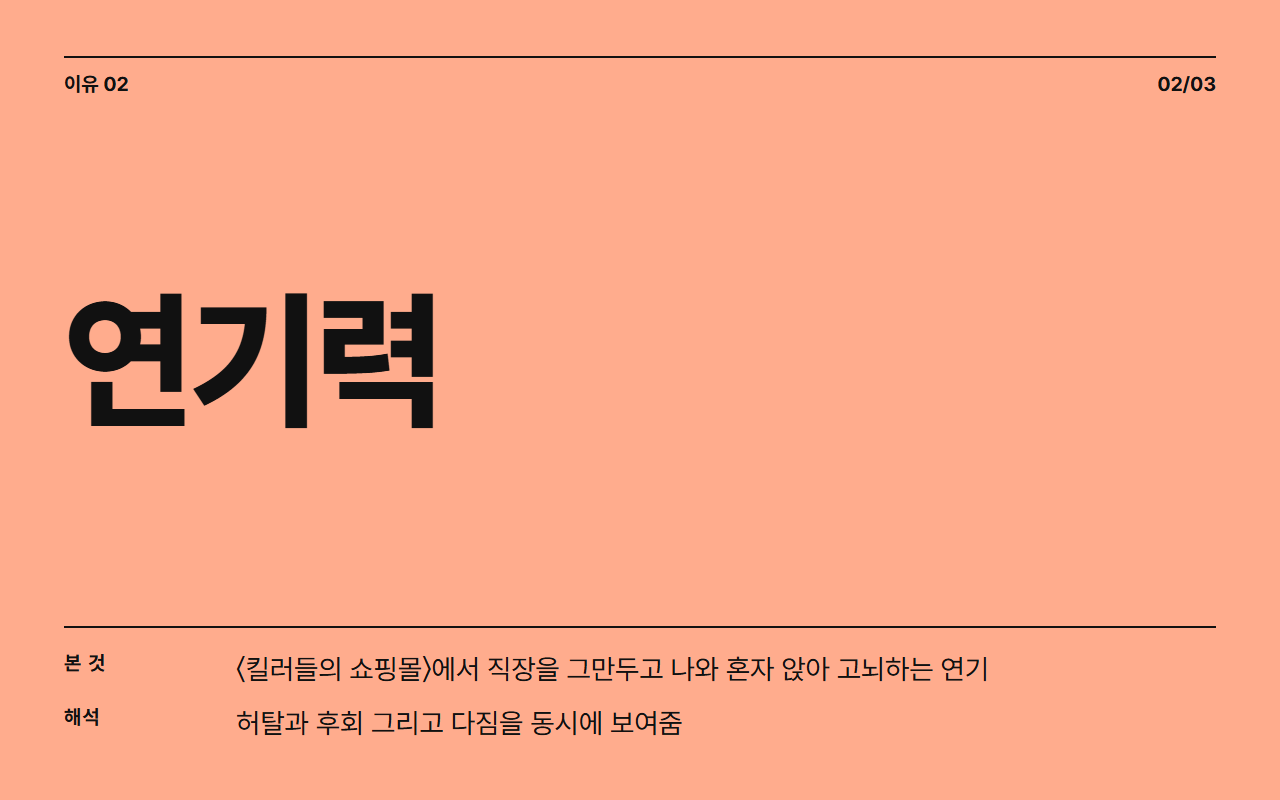 이유 02
02/03
연기력
본 것
〈킬러들의 쇼핑몰〉에서 직장을 그만두고 나와 혼자 앉아 고뇌하는 연기
해석
허탈과 후회 그리고 다짐을 동시에 보여줌